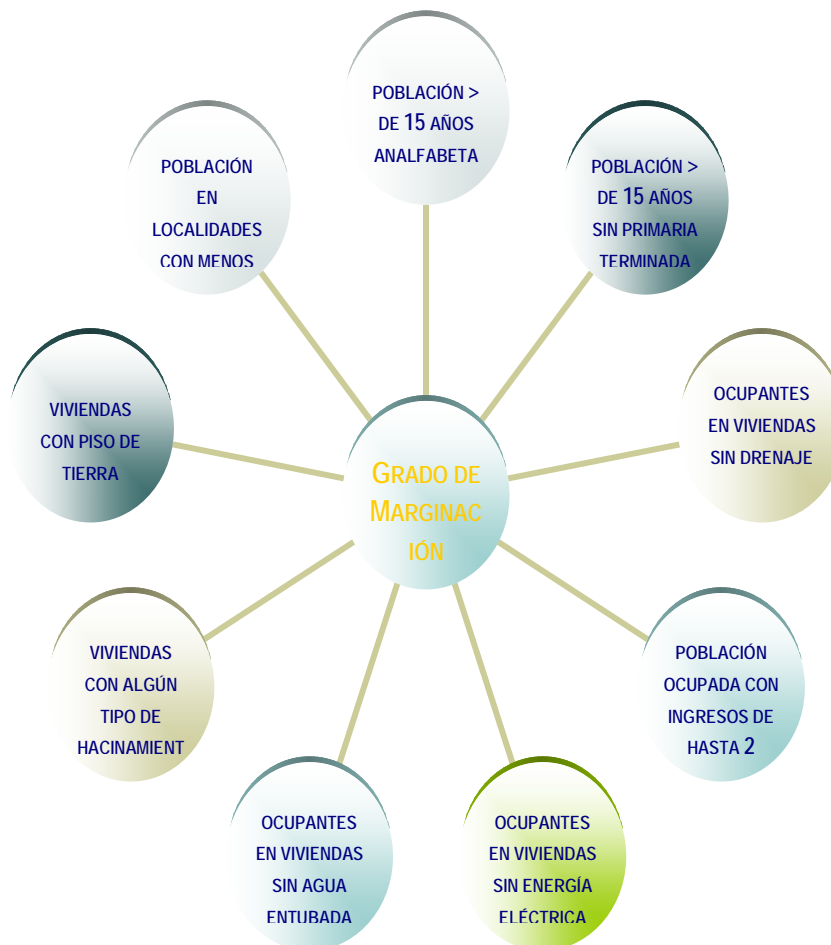 POBLACIÓN >
DE 15 AÑOS
ANALFABETA
POBLACIÓN >
DE 15 AÑOS
SIN PRIMARIA
TERMINADA
OCUPANTES
EN VIVIENDAS
SIN DRENAJE
POBLACIÓN
OCUPADA CON
INGRESOS DE
HASTA 2
OCUPANTES
EN VIVIENDAS
SIN ENERGÍA
ELÉCTRICA
OCUPANTES
EN VIVIENDAS
SIN AGUA
ENTUBADA
VIVIENDAS
CON ALGÚN
TIPO DE
HACINAMIENT
VIVIENDAS
CON PISO DE
TIERRA
POBLACIÓN
EN
LOCALIDADES
CON MENOS
GRADO DE
MARGINAC
IÓN